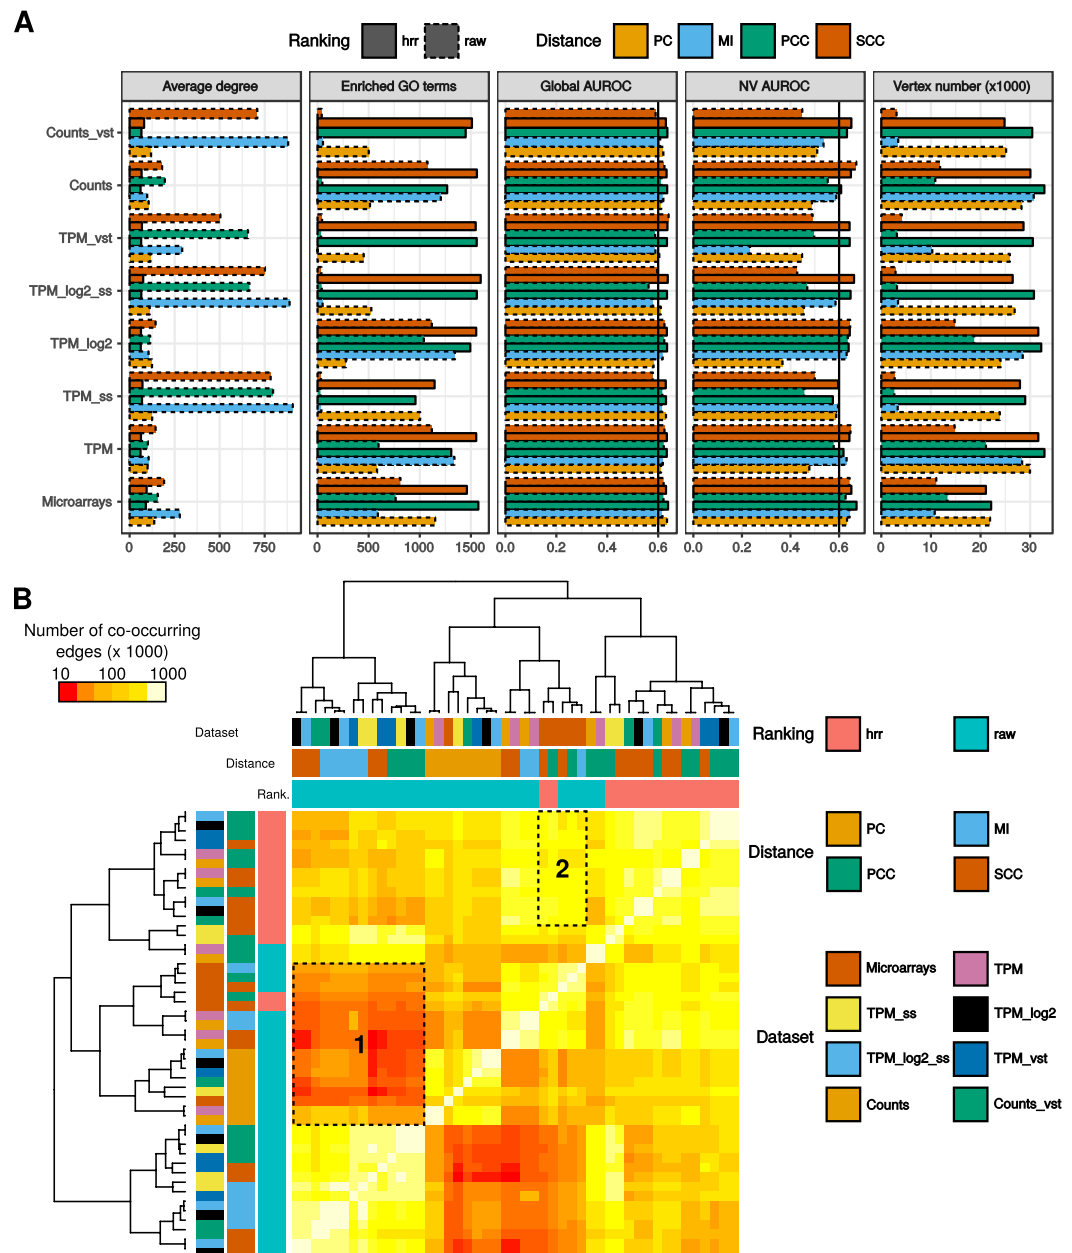 A
Ranking hrr raw Distance PC MI PCC SCC
Average degree Enriched GO terms Global AUROC NV AUROC Vertex number (x1000)
Counts_vst
Counts
TPM_vst
TPM_log2_ss
TPM_log2
TPM_ss
TPM
Microarrays
0 250 500 750 0 500 1000 1500 0.0 0.2 0.4 0.6 0.0 0.2 0.4 0.6 0 10 20 30
B
Number of co-occurring
edges (x 1000)
10 100 1000
Dataset
Distance
Rank.
Ranking hrr raw
1
2
Distance PC MI
PCC SCC
Dataset
Microarrays TPM
TPM_ss TPM_log2
TPM_log2_ss TPM_vst
Counts Counts_vst